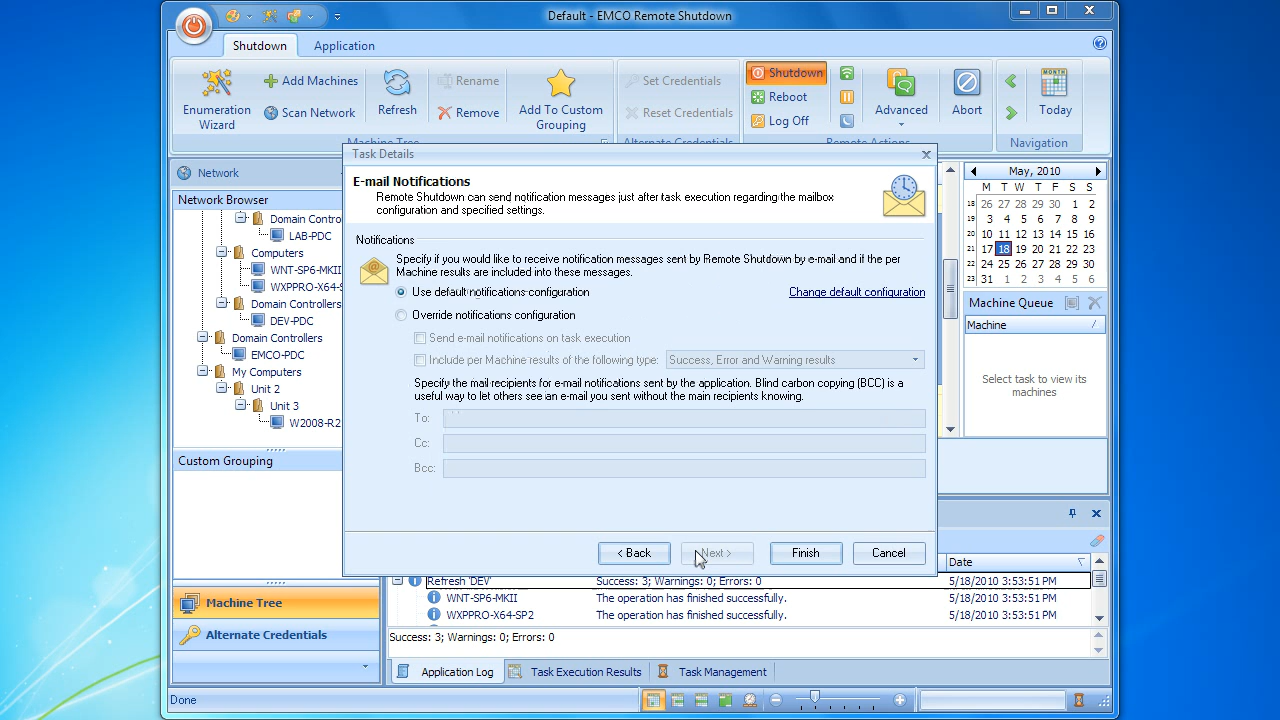 Default - EMCO Remote Shutdown
Shutdown
Application
Enumeration
Wizard
Add Machines
Scan Network
Refresh
Rename
Remove
Add To Custom
Grouping
Set Credentials
Reset Credentials
Shutdown
Reboot
Log Off
Advanced
Abort
MONTH
Today
Machine Tree
Alternate Credentials
Remote Actions
Navigation
Network
Network Browser
Domain Contro
LAB-PDC
Computers
WNT-SP6-MKII
WXPPRO-X64-S
Domain Controllers
DEV-PDC
Domain Controllers
EMCO-PDC
My Computers
Unit 2
Unit 3
W2008-R2
Custom Grouping
Machine Tree
Alternate Credentials
Task Details
E-mail Notifications
Remote Shutdown can send notification messages just after task execution regarding the mailbox
configuration and specified settings.
Notifications
Specify if you would like to receive notification messages sent by Remote Shutdown by e-mail and if the per
Machine results are included into these messages.
Use default notifications configuration
Change default configuration
Override notifications configuration
Send e-mail notifications on task execution
Include per Machine results of the following type:
Success, Error and Warning results
Specify the mail recipients for e-mail notifications sent by the application. Blind carbon copying (BCC) is a
useful way to let others see an e-mail you sent without the main recipients knowing.
To:
Cc:
Bcc:
< Back
Next >
Finish
Cancel
May, 2010
M T W T F S S
18 26 27 28 29 30 1 2
19 3 4 5 6 7 8 9
20 10 11 12 13 14 15 16
21 17 18 19 20 21 22 23
22 24 25 26 27 28 29 30
23 31 1 2 3 4 5 6
Machine Queue
Machine
Select task to view its
machines
Date
Refresh 'DEV' Success: 3; Warnings: 0; Errors: 0 5/18/2010 3:53:51 PM
WNT-SP6-MKII The operation has finished successfully. 5/18/2010 3:53:51 PM
WXPPRO-X64-SP2 The operation has finished successfully. 5/18/2010 3:53:51 PM
Success: 3; Warnings: 0; Errors: 0
Application Log
Task Execution Results
Task Management
Done